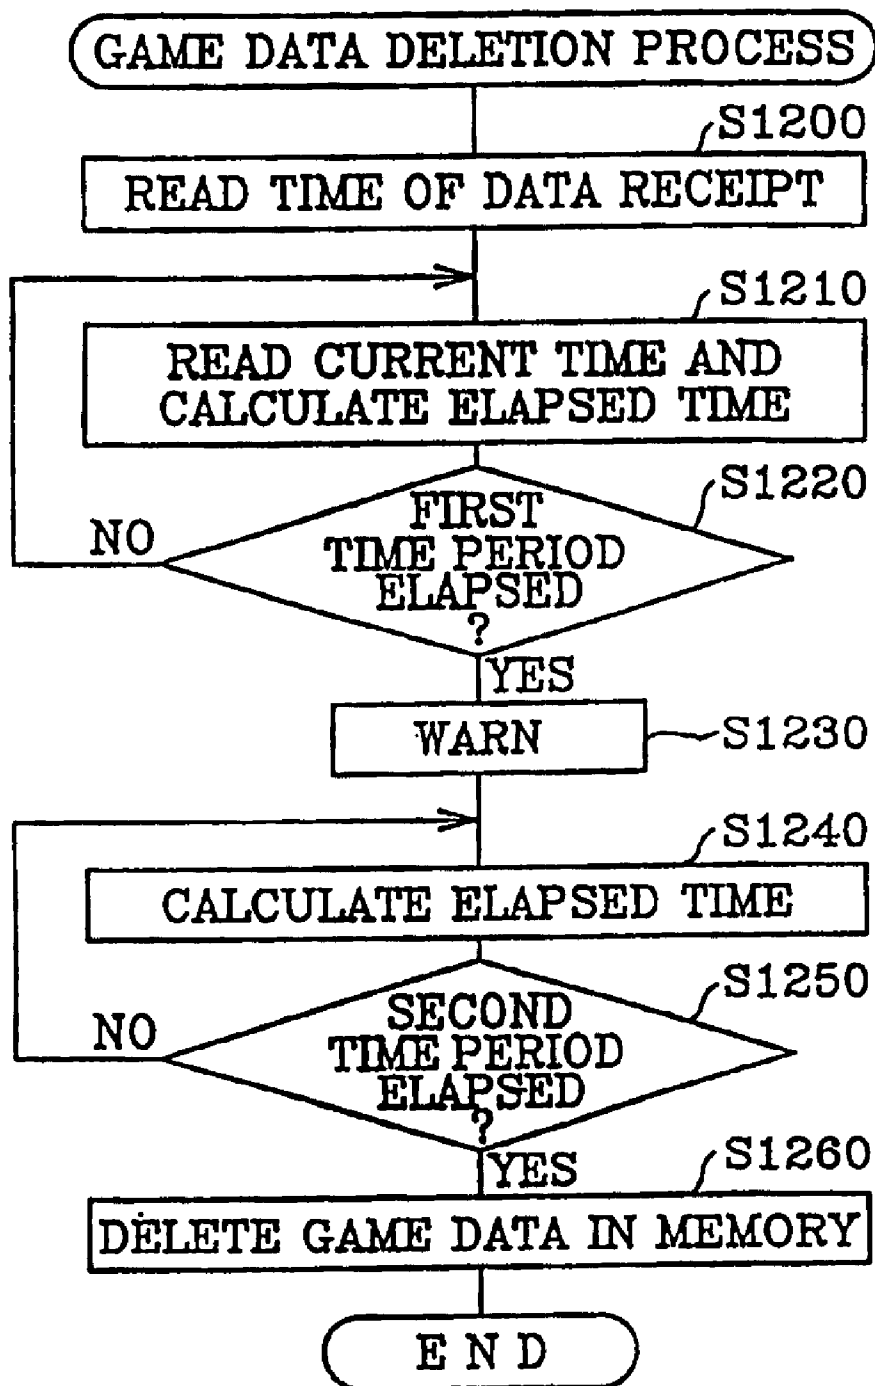 GAME DATA DELETION PROCESS
S1200
READ TIME OF DATA RECEIPT
S1210
READ CURRENT TIME AND
CALCULATE ELAPSED TIME
S1220
FIRST
TIME PERIOD
ELAPSED
?
NO
YES
WARN
S1230
S1240
CALCULATE ELAPSED TIME
S1250
SECOND
TIME PERIOD
ELAPSED
?
NO
YES
S1260
DELETE GAME DATA IN MEMORY
END